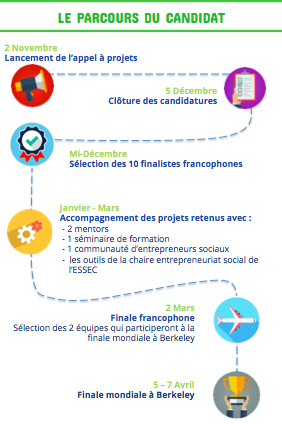 LE PARCOURS DU CANDIDAT
2 Novembre
Lancement de l'appel à projets
5 Décembre
Clôture des candidatures
Mi-Décembre
Sélection des 10 finalistes francophones
Janvier - Mars
Accompagnement des projets retenus avec :
- 2 mentors
- 1 séminaire de formation
- 1 communauté d'entrepreneurs sociaux
- les outils de la chaire entrepreneuriat social de
l'ESSEC
2 Mars
Finale francophone
Sélection des 2 équipes qui participeront à la
finale mondiale à Berkeley
5 – 7 Avril
Finale mondiale à Berkeley